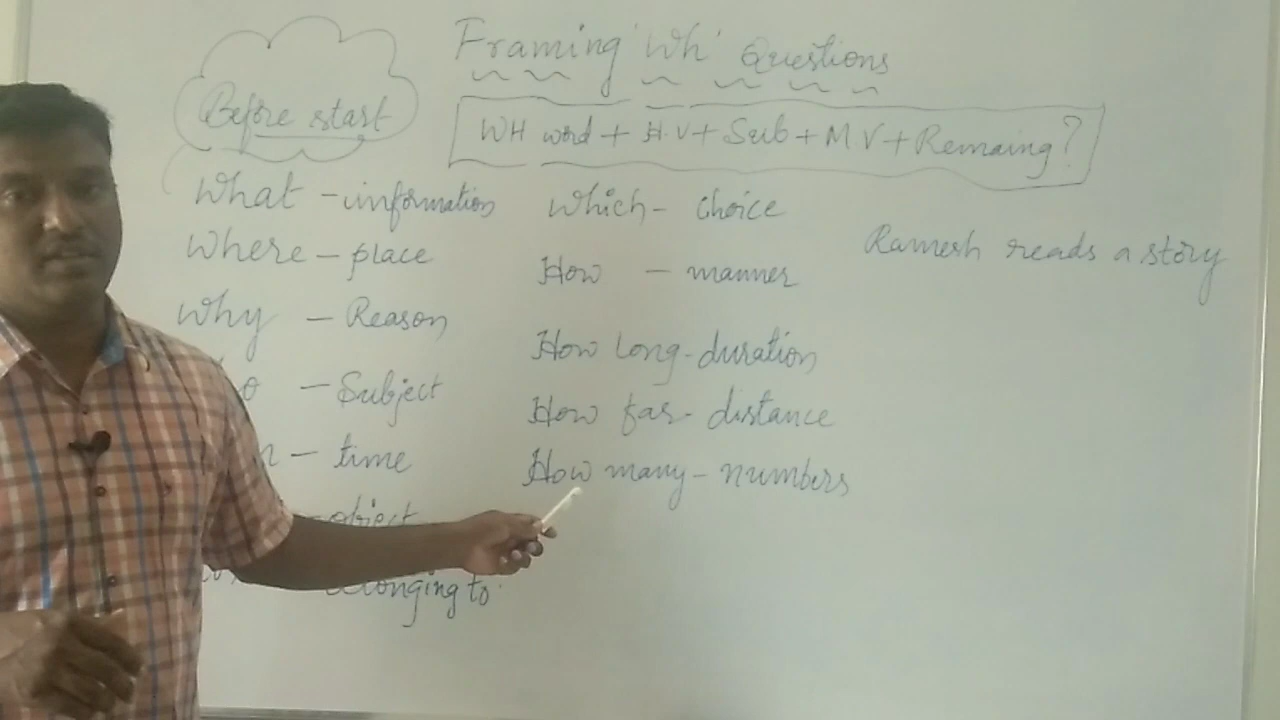 Framing 'Wh' Questions
Before start
WH word + H.V + Sub + M V + Remaing?
What - information
Where - place
Why - Reason
- Subject
- time
- object
belonging to
Which - choice
How - manner
How long - duration
How far - distance
How many - numbers
Ramesh reads a story